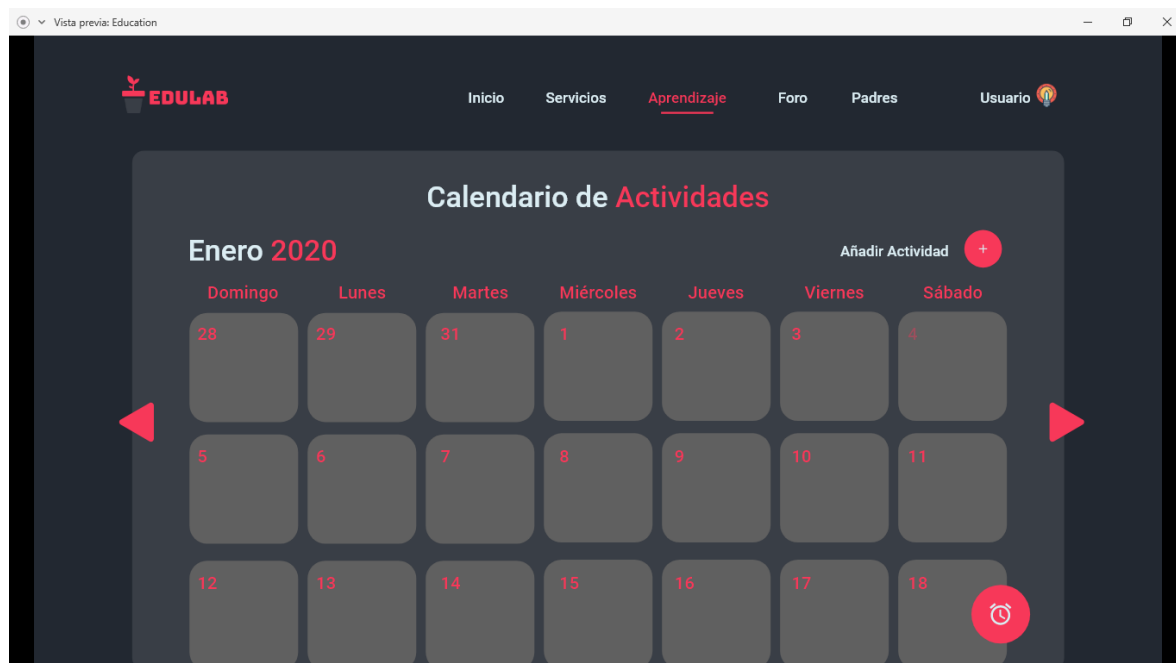 Vista previa: Education
EDULAB
Inicio Servicios Aprendizaje Foro Padres Usuario
Calendario de Actividades
Enero 2020
Añadir Actividad +
Domingo Lunes Martes Miércoles Jueves Viernes Sábado
28 29 31 1 2 3 4
5 6 7 8 9 10 11
12 13 14 15 16 17 18